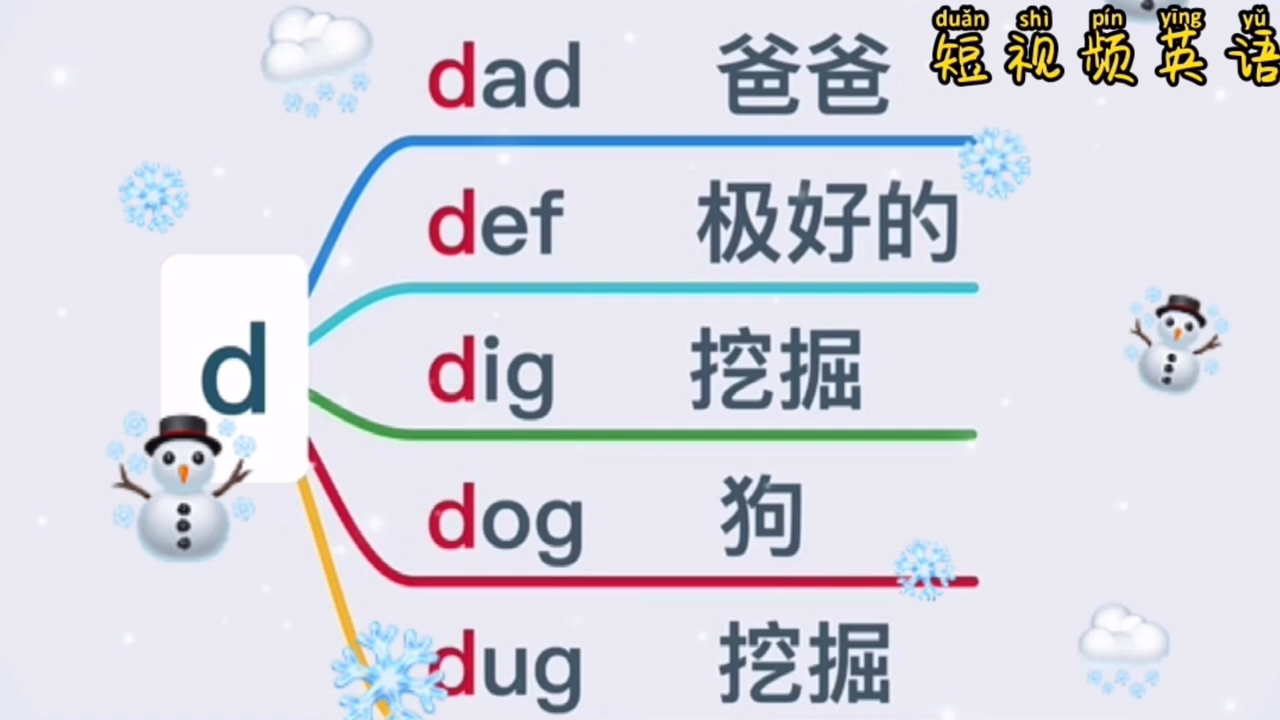 duǎn shì pín yīng yǔ
短视频英语
dad 爸爸
def 极好的
dig 挖掘
d
dog 狗
dug 挖掘